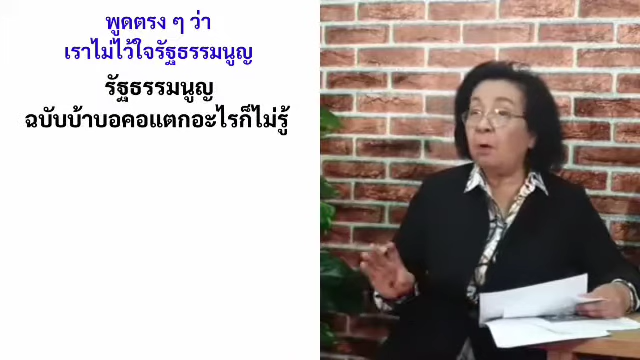 พูดตรง ๆ ว่า
เราไม่ไว้ใจรัฐธรรมนูญ
รัฐธรรมนูญ
ฉบับบ้าบอคอแตกอะไรก็ไม่รู้